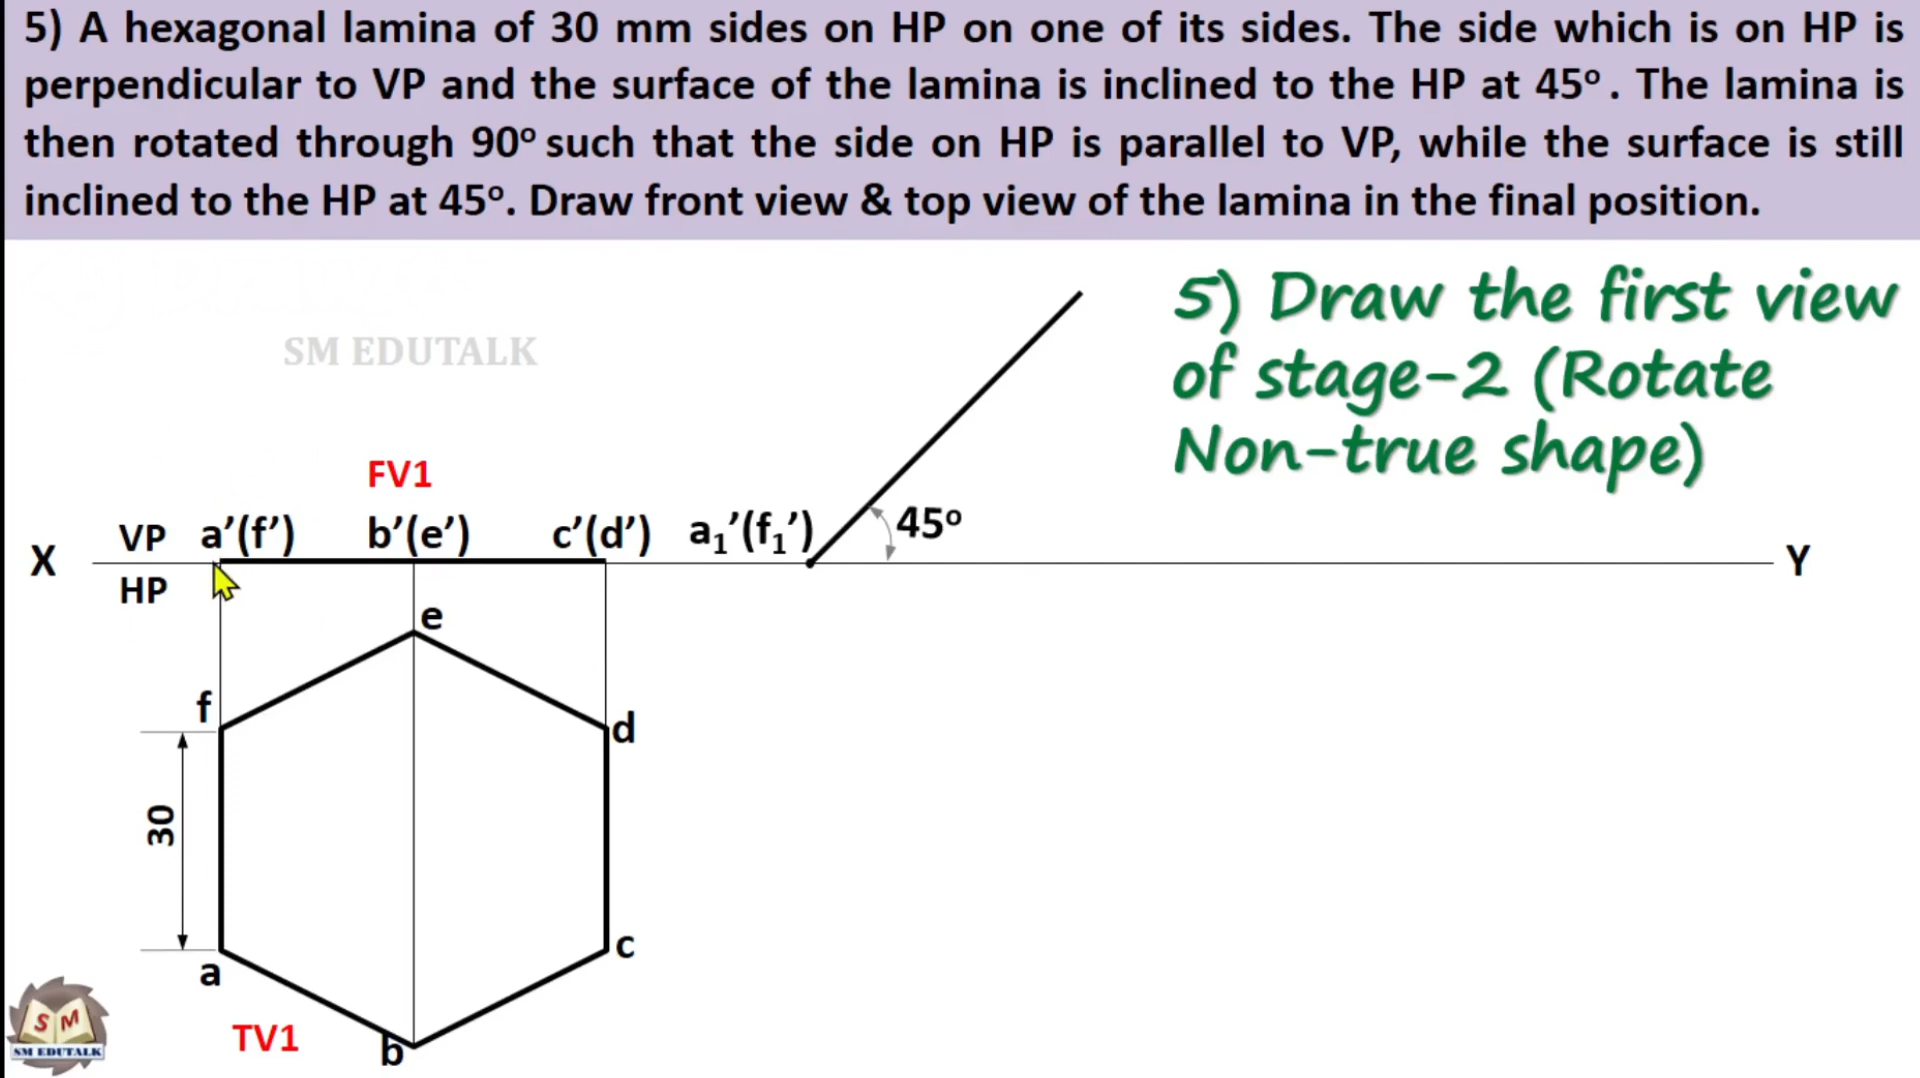 5) A hexagonal lamina of 30 mm sides on HP on one of its sides. The side which is on HP is
perpendicular to VP and the surface of the lamina is inclined to the HP at 45º. The lamina is
then rotated through 90º such that the side on HP is parallel to VP, while the surface is still
inclined to the HP at 45º. Draw front view & top view of the lamina in the final position.
5) Draw the first view
of stage-2 (Rotate
Non-true shape)
SM EDUTALK
FV1
X
VP
HP
a’(f’)
b’(e’)
c’(d’)
a₁’(f₁’)
45º
Y
e
f
d
30
a
c
b
TV1
S M
SM EDUTALK